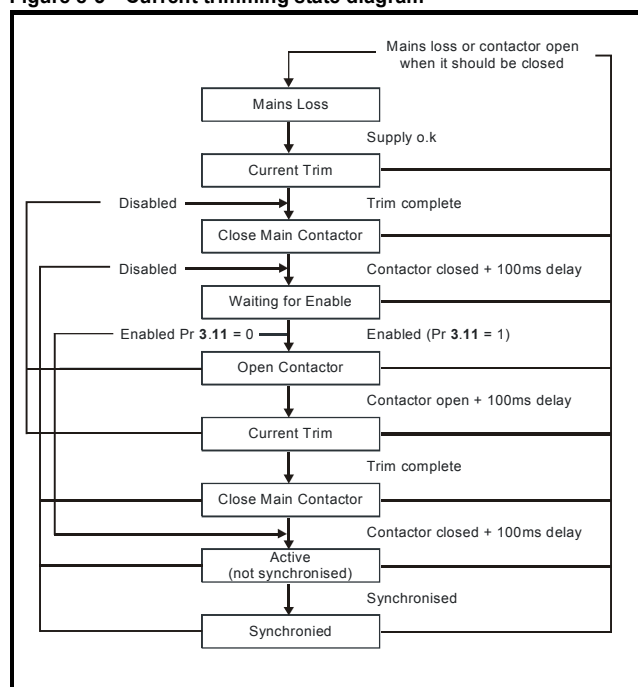 Figure 5-5 Current trimming state diagram
Mains loss or contactor open
when it should be closed
Mains Loss
Supply o.k
Current Trim
Disabled
Trim complete
Close Main Contactor
Disabled
Contactor closed + 100ms delay
Waiting for Enable
Enabled Pr 3.11 = 0
Enabled (Pr 3.11 = 1)
Open Contactor
Contactor open + 100ms delay
Current Trim
Trim complete
Close Main Contactor
Contactor closed + 100ms delay
Active
(not synchronised)
Synchronised
Synchronied